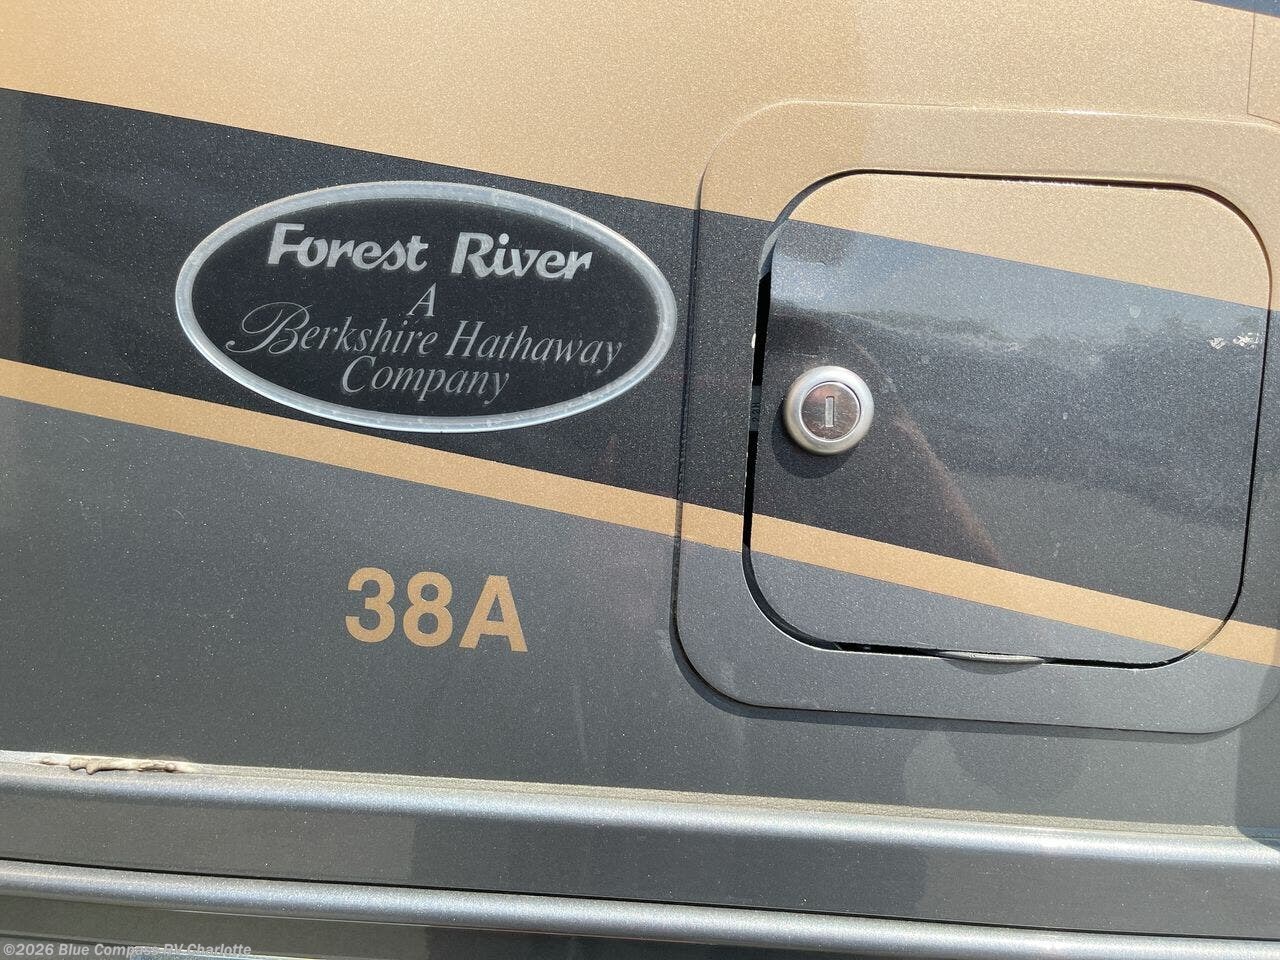 Forest River
A
Berkshire Hathaway
Company
38A
©2026 Blue Compass RV Charlotte